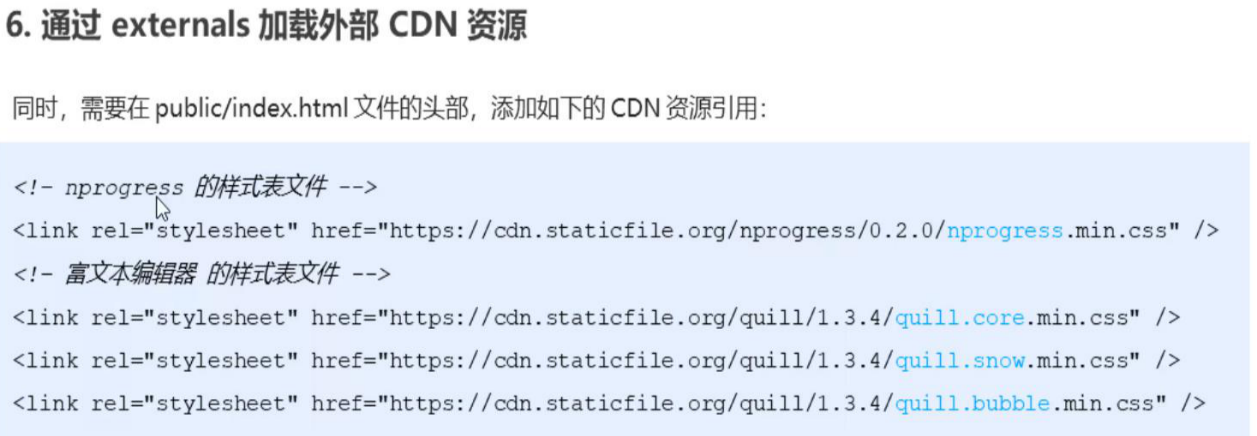 6. 通过 externals 加载外部 CDN 资源
同时，需要在 public/index.html 文件的头部，添加如下的 CDN 资源引用：
<!– nprogress 的样式表文件 -->
<link rel="stylesheet" href="https://cdn.staticfile.org/nprogress/0.2.0/nprogress.min.css" />
<!– 富文本编辑器 的样式表文件 -->
<link rel="stylesheet" href="https://cdn.staticfile.org/quill/1.3.4/quill.core.min.css" />
<link rel="stylesheet" href="https://cdn.staticfile.org/quill/1.3.4/quill.snow.min.css" />
<link rel="stylesheet" href="https://cdn.staticfile.org/quill/1.3.4/quill.bubble.min.css" />